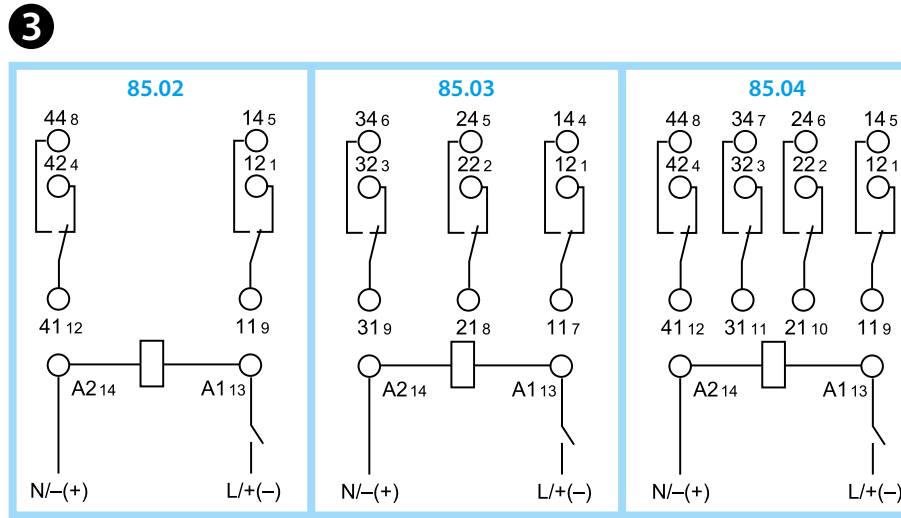 3
85.02 85.03 85.04
44 8 14 5 34 6 24 5 14 4 44 8 34 7 24 6 14 5
42 4 12 1 32 3 22 2 12 1 42 4 32 3 22 2 12 1
41 12 11 9 31 9 21 8 11 7 41 12 31 11 21 10 11 9
A2 14 A1 13 A2 14 A1 13 A2 14 A1 13
N/–(+) L/+(–) N/–(+) L/+(–) N/–(+) L/+(–)